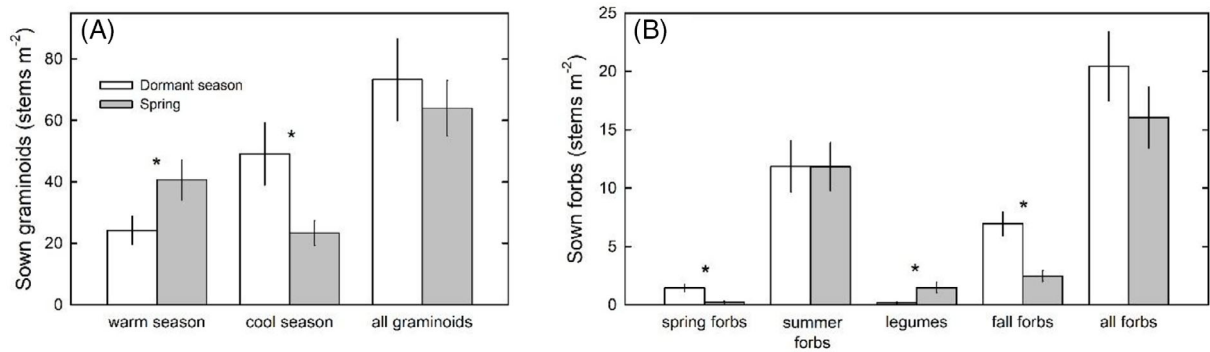 (A)
Sown graminoids (stems m⁻²)
80
60
40
20
0
Dormant season
Spring
*
*
warm season
cool season
all graminoids
(B)
Sown forbs (stems m⁻²)
25
20
15
10
5
0
*
*
*
spring forbs
summer
forbs
legumes
fall forbs
all forbs